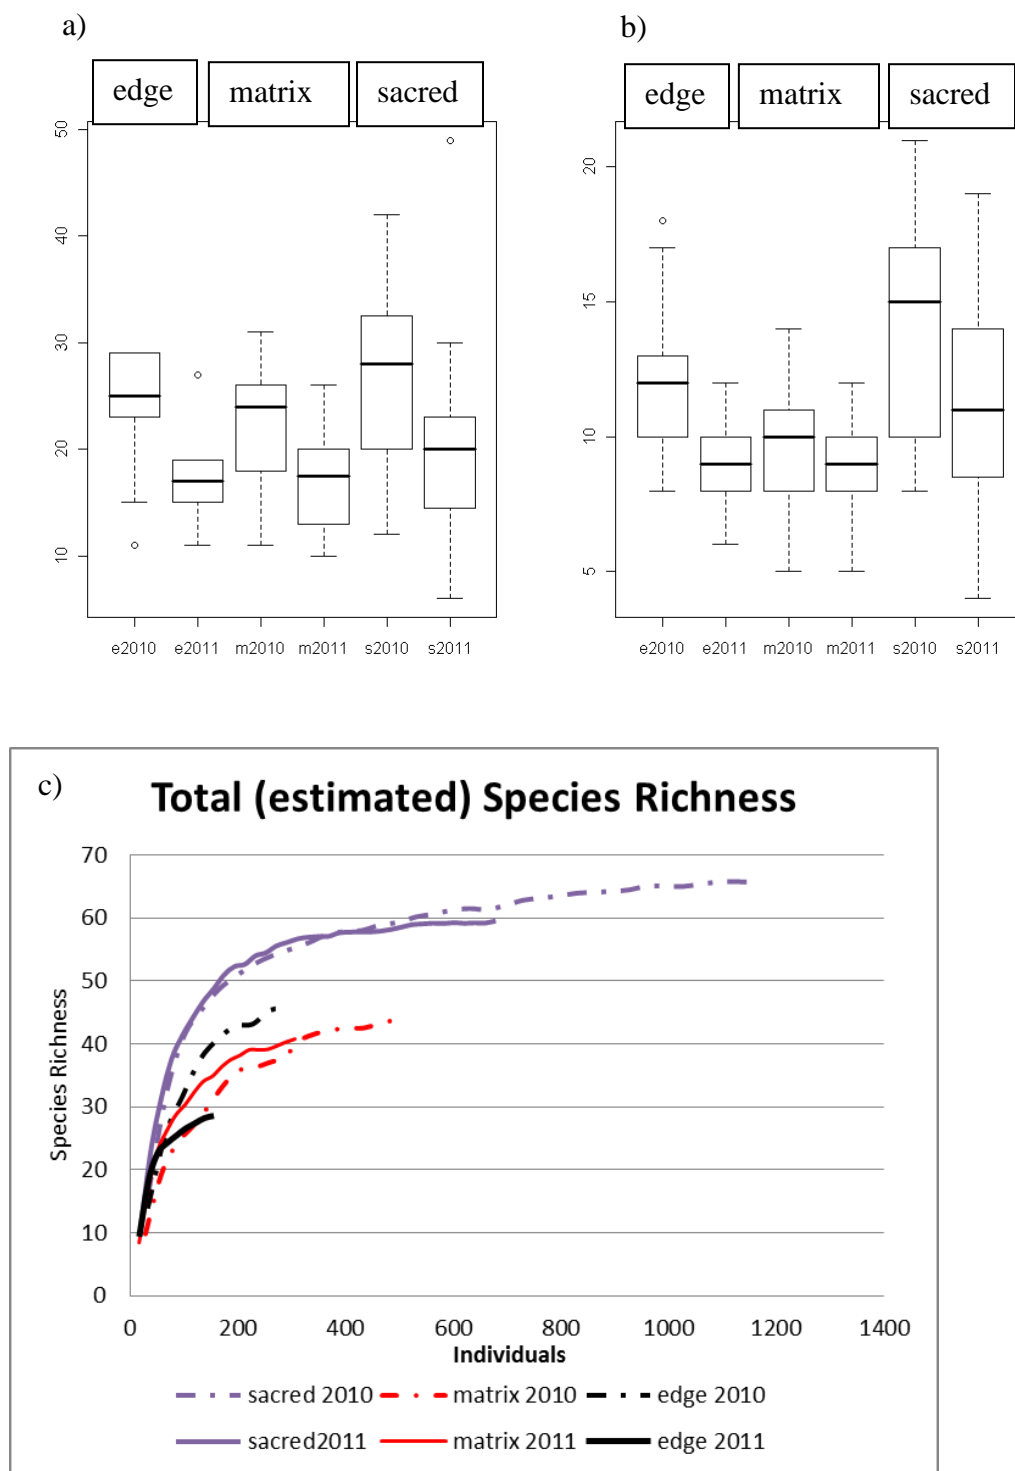 a)
edge matrix sacred
50
40
30
20
10
e2010 e2011 m2010 m2011 s2010 s2011
b)
edge matrix sacred
20
15
10
5
e2010 e2011 m2010 m2011 s2010 s2011
c)
Total (estimated) Species Richness
Species Richness
70
60
50
40
30
20
10
0
0 200 400 600 800 1000 1200 1400
Individuals
sacred 2010 matrix 2010 edge 2010
sacred2011 matrix 2011 edge 2011